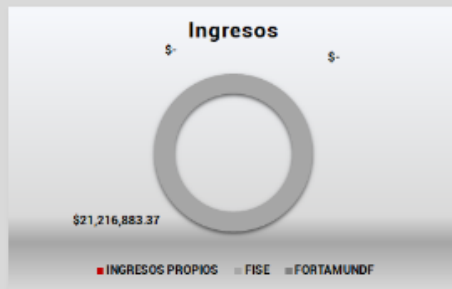 Ingresos
$-
$-
$21,216,883.37
INGRESOS PROPIOS FISE FORTAMUNDF